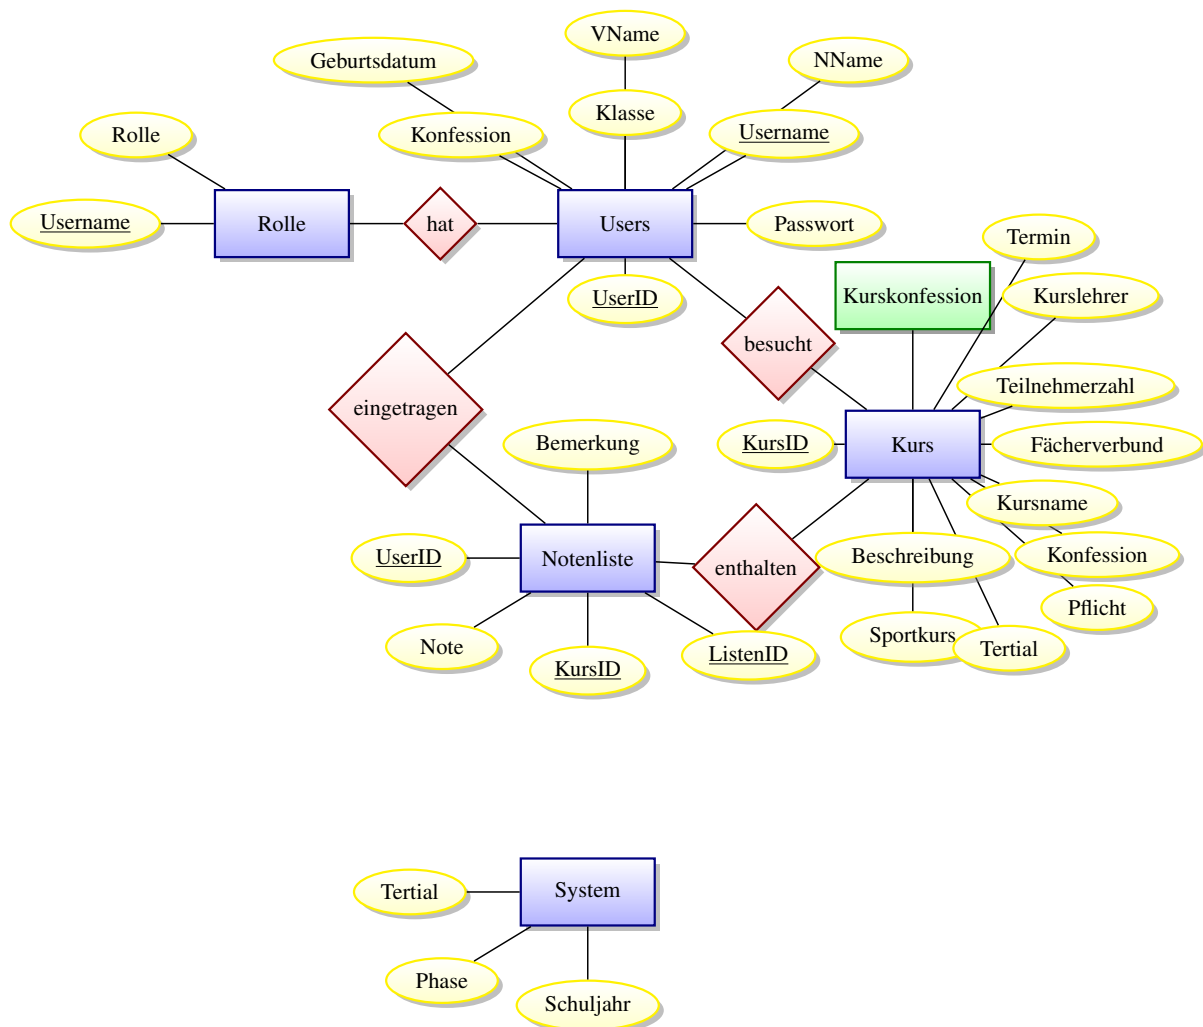 VName
Geburtsdatum
NName
Klasse
Rolle
Konfession
Username
Username
Rolle
hat
Users
Passwort
Termin
UserID
Kurskonfession
Kurslehrer
besucht
Teilnehmerzahl
eingetragen
Bemerkung
KursID
Kurs
Fächerverbund
Kursname
UserID
Notenliste
enthalten
Beschreibung
Konfession
Pflicht
Note
KursID
ListenID
Sportkurs
Tertial
Tertial
System
Phase
Schuljahr